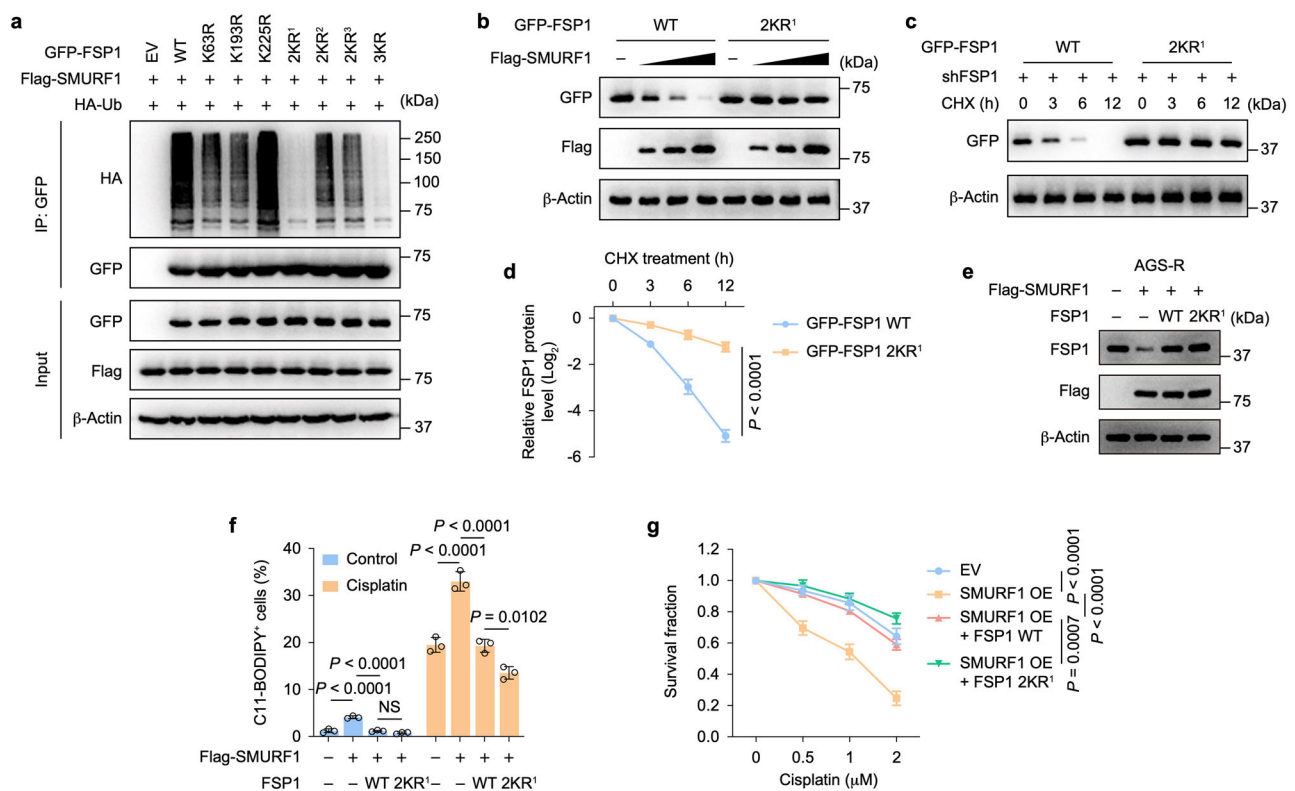 a
GFP-FSP1 EV WT K63R K193R K225R 2KR¹ 2KR² 2KR³ 3KR
Flag-SMURF1 + + + + + + + + +
HA-Ub + + + + + + + + + (kDa)
IP: GFP
HA
250
150
100
75
GFP
75
Input
GFP
75
Flag
75
β-Actin
37
b
GFP-FSP1 WT 2KR¹
Flag-SMURF1 – –
(kDa)
GFP
75
Flag
75
β-Actin
37
c
GFP-FSP1 WT 2KR¹
shFSP1 + + + + + + + +
CHX (h) 0 3 6 12 0 3 6 12 (kDa)
GFP
37
β-Actin
37
d
CHX treatment (h)
0 3 6 12
Relative FSP1 protein
level (Log₂)
0
-2
-4
-6
P < 0.0001
GFP-FSP1 WT
GFP-FSP1 2KR¹
e
AGS-R
Flag-SMURF1 – + + +
FSP1 – – WT 2KR¹ (kDa)
FSP1
37
Flag
75
β-Actin
37
f
C11-BODIPY⁺ cells (%)
40
30
20
10
0
Control
Cisplatin
P < 0.0001
P < 0.0001
NS
P < 0.0001
P < 0.0001
P = 0.0102
Flag-SMURF1 – + + + – + + +
FSP1 – – WT 2KR¹ – – WT 2KR¹
g
Survival fraction
1.2
1.0
0.8
0.6
0.4
0.2
0.0
0 0.5 1 2
Cisplatin (μM)
EV
SMURF1 OE
SMURF1 OE
+ FSP1 WT
SMURF1 OE
+ FSP1 2KR¹
P < 0.0001
P = 0.0007
P < 0.0001